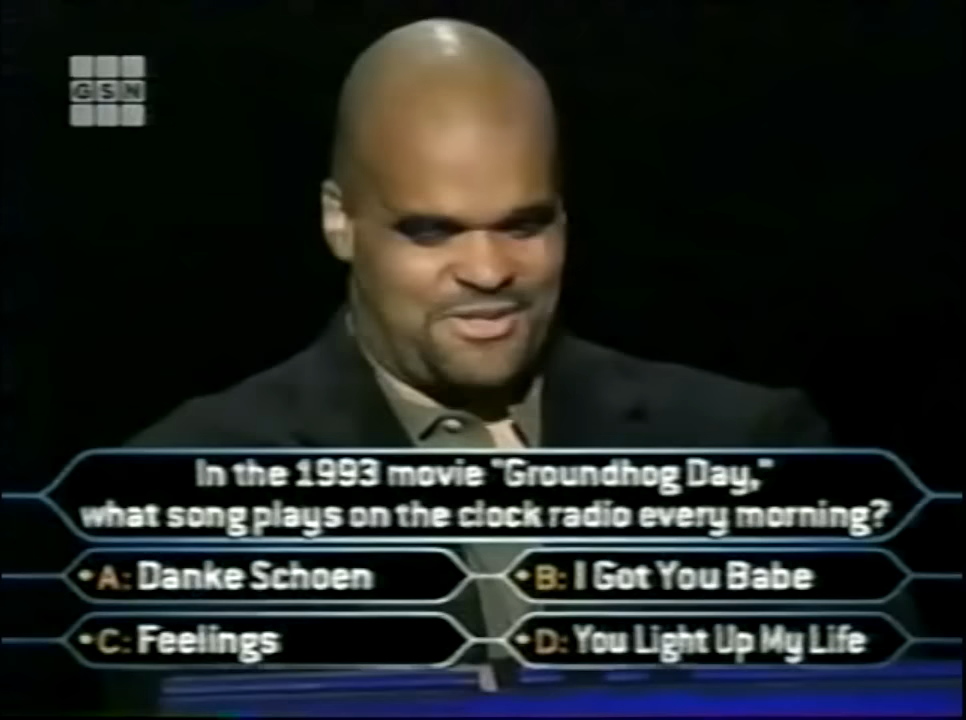 GSN
In the 1993 movie "Groundhog Day,"
what song plays on the clock radio every morning?
A: Danke Schoen
B: I Got You Babe
C: Feelings
D: You Light Up My Life